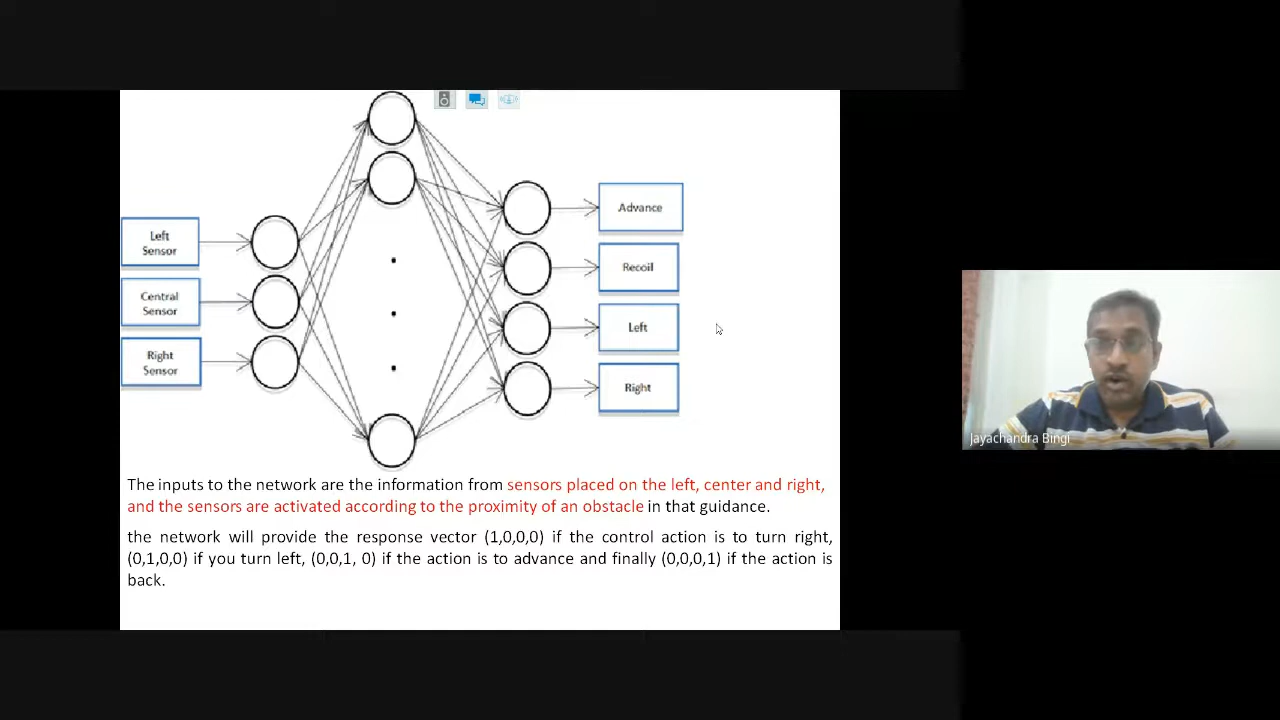 Left
Sensor
Central
Sensor
Right
Sensor
Advance
Recoil
Left
Right
The inputs to the network are the information from sensors placed on the left, center and right,
and the sensors are activated according to the proximity of an obstacle in that guidance.
the network will provide the response vector (1,0,0,0) if the control action is to turn right,
(0,1,0,0) if you turn left, (0,0,1, 0) if the action is to advance and finally (0,0,0,1) if the action is
back.
Jayachandra Bingi